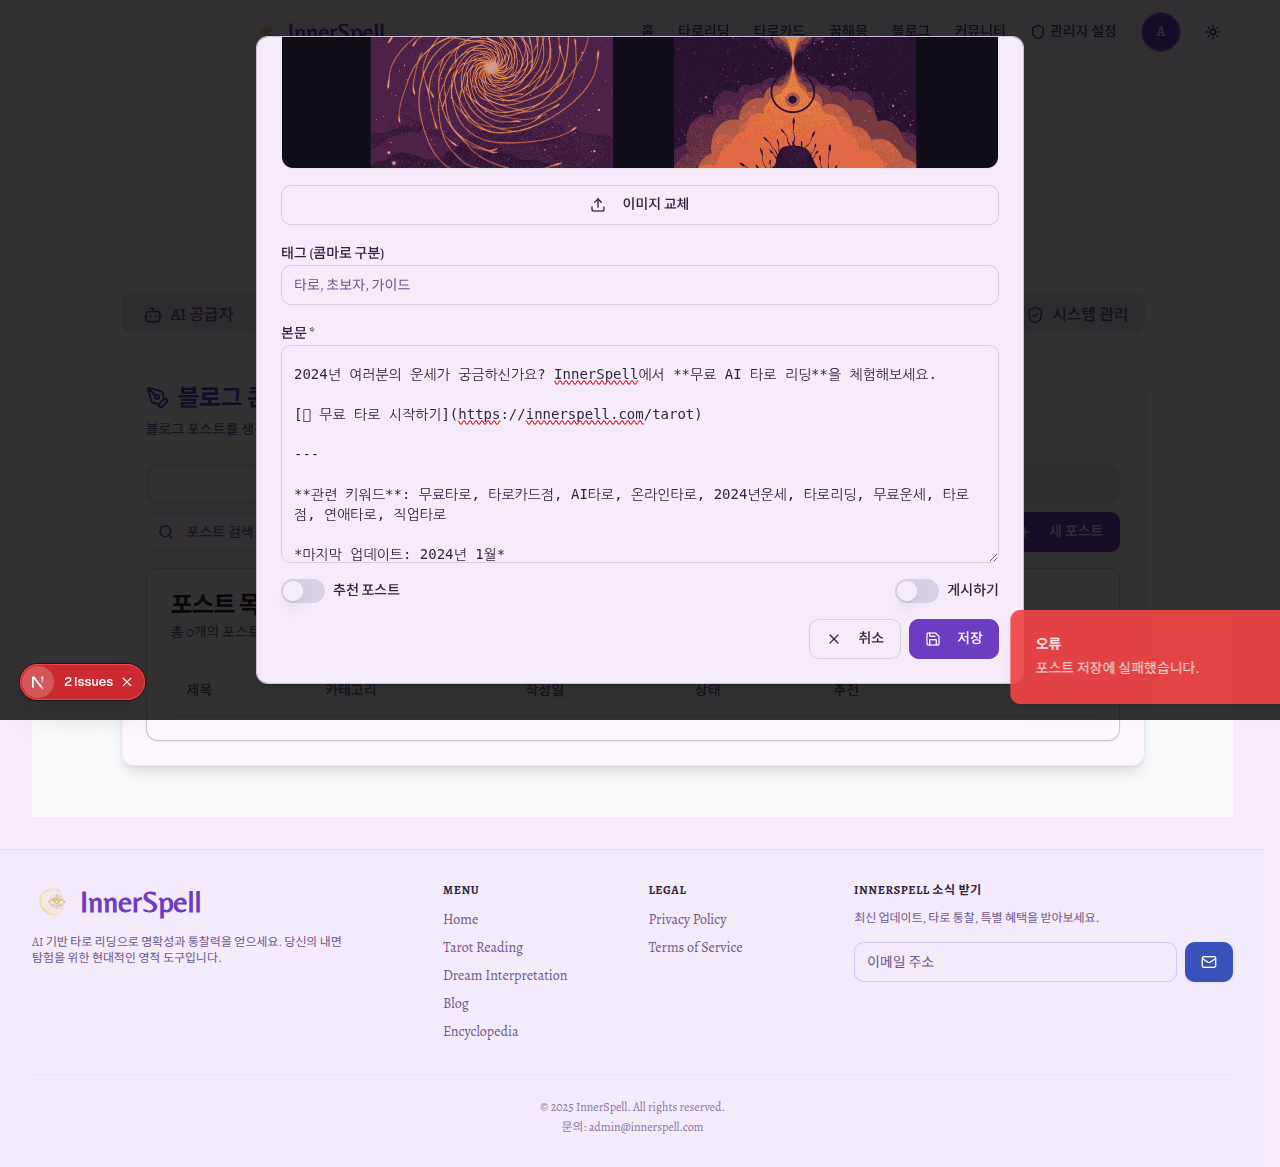 InnerSpell
홈 타로리딩 타로카드 꿈해몽 블로그 커뮤니티 관리자 설정 A
이미지 교체
태그 (콤마로 구분)
타로, 초보자, 가이드
AI 공급자
시스템 관리
본문 *
2024년 여러분의 운세가 궁금하신가요? InnerSpell에서 **무료 AI 타로 리딩**을 체험해보세요.
블로그
블로그 포스트를 생
[ 무료 타로 시작하기](https://innerspell.com/tarot)
---
**관련 키워드**: 무료타로, 타로카드점, AI타로, 온라인타로, 2024년운세, 타로리딩, 무료운세, 타로
점, 연애타로, 직업타로
포스트 검색
새 포스트
*마지막 업데이트: 2024년 1월*
추천 포스트
게시하기
포스트 목
총 0개의 포스트
취소
저장
오류
포스트 저장에 실패했습니다.
2 Issues
제목 카테고리 작성일 상태 추천
InnerSpell
AI 기반 타로 리딩으로 명확성과 통찰력을 얻으세요. 당신의 내면
탐험을 위한 현대적인 영적 도구입니다.
MENU
Home
Tarot Reading
Dream Interpretation
Blog
Encyclopedia
LEGAL
Privacy Policy
Terms of Service
INNERSPELL 소식 받기
최신 업데이트, 타로 통찰, 특별 혜택을 받아보세요.
이메일 주소
© 2025 InnerSpell. All rights reserved.
문의: admin@innerspell.com